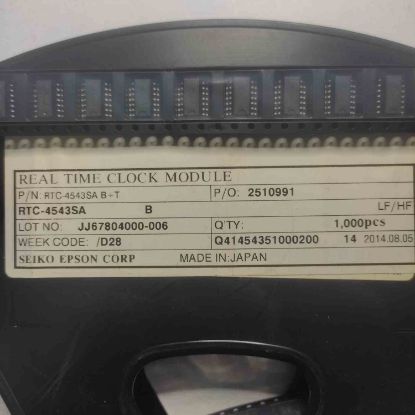 REAL TIME CLOCK MODULE
P/N: RTC-4543SA B÷T P/O: 2510991
RTC-4543SA B LF/HF
LOT NO: JJ67804000-006 Q'TY: 1,000pcs
WEEK CODE: /D28 Q41454351000200 14 2014.08.05
SEIKO EPSON CORP MADE IN:JAPAN